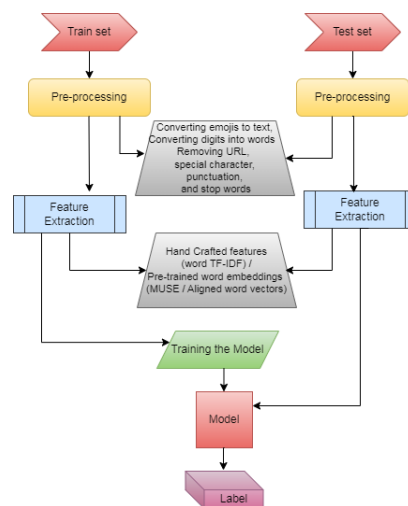 Train set
Test set
Pre-processing
Pre-processing
Converting emojis to text,
Converting digits into words
Removing URL,
special character,
punctuation,
and stop words
Feature
Extraction
Feature
Extraction
Hand Crafted features
(word TF-IDF) /
Pre-trained word embeddings
(MUSE / Aligned word vectors)
Training the Model
Model
Label